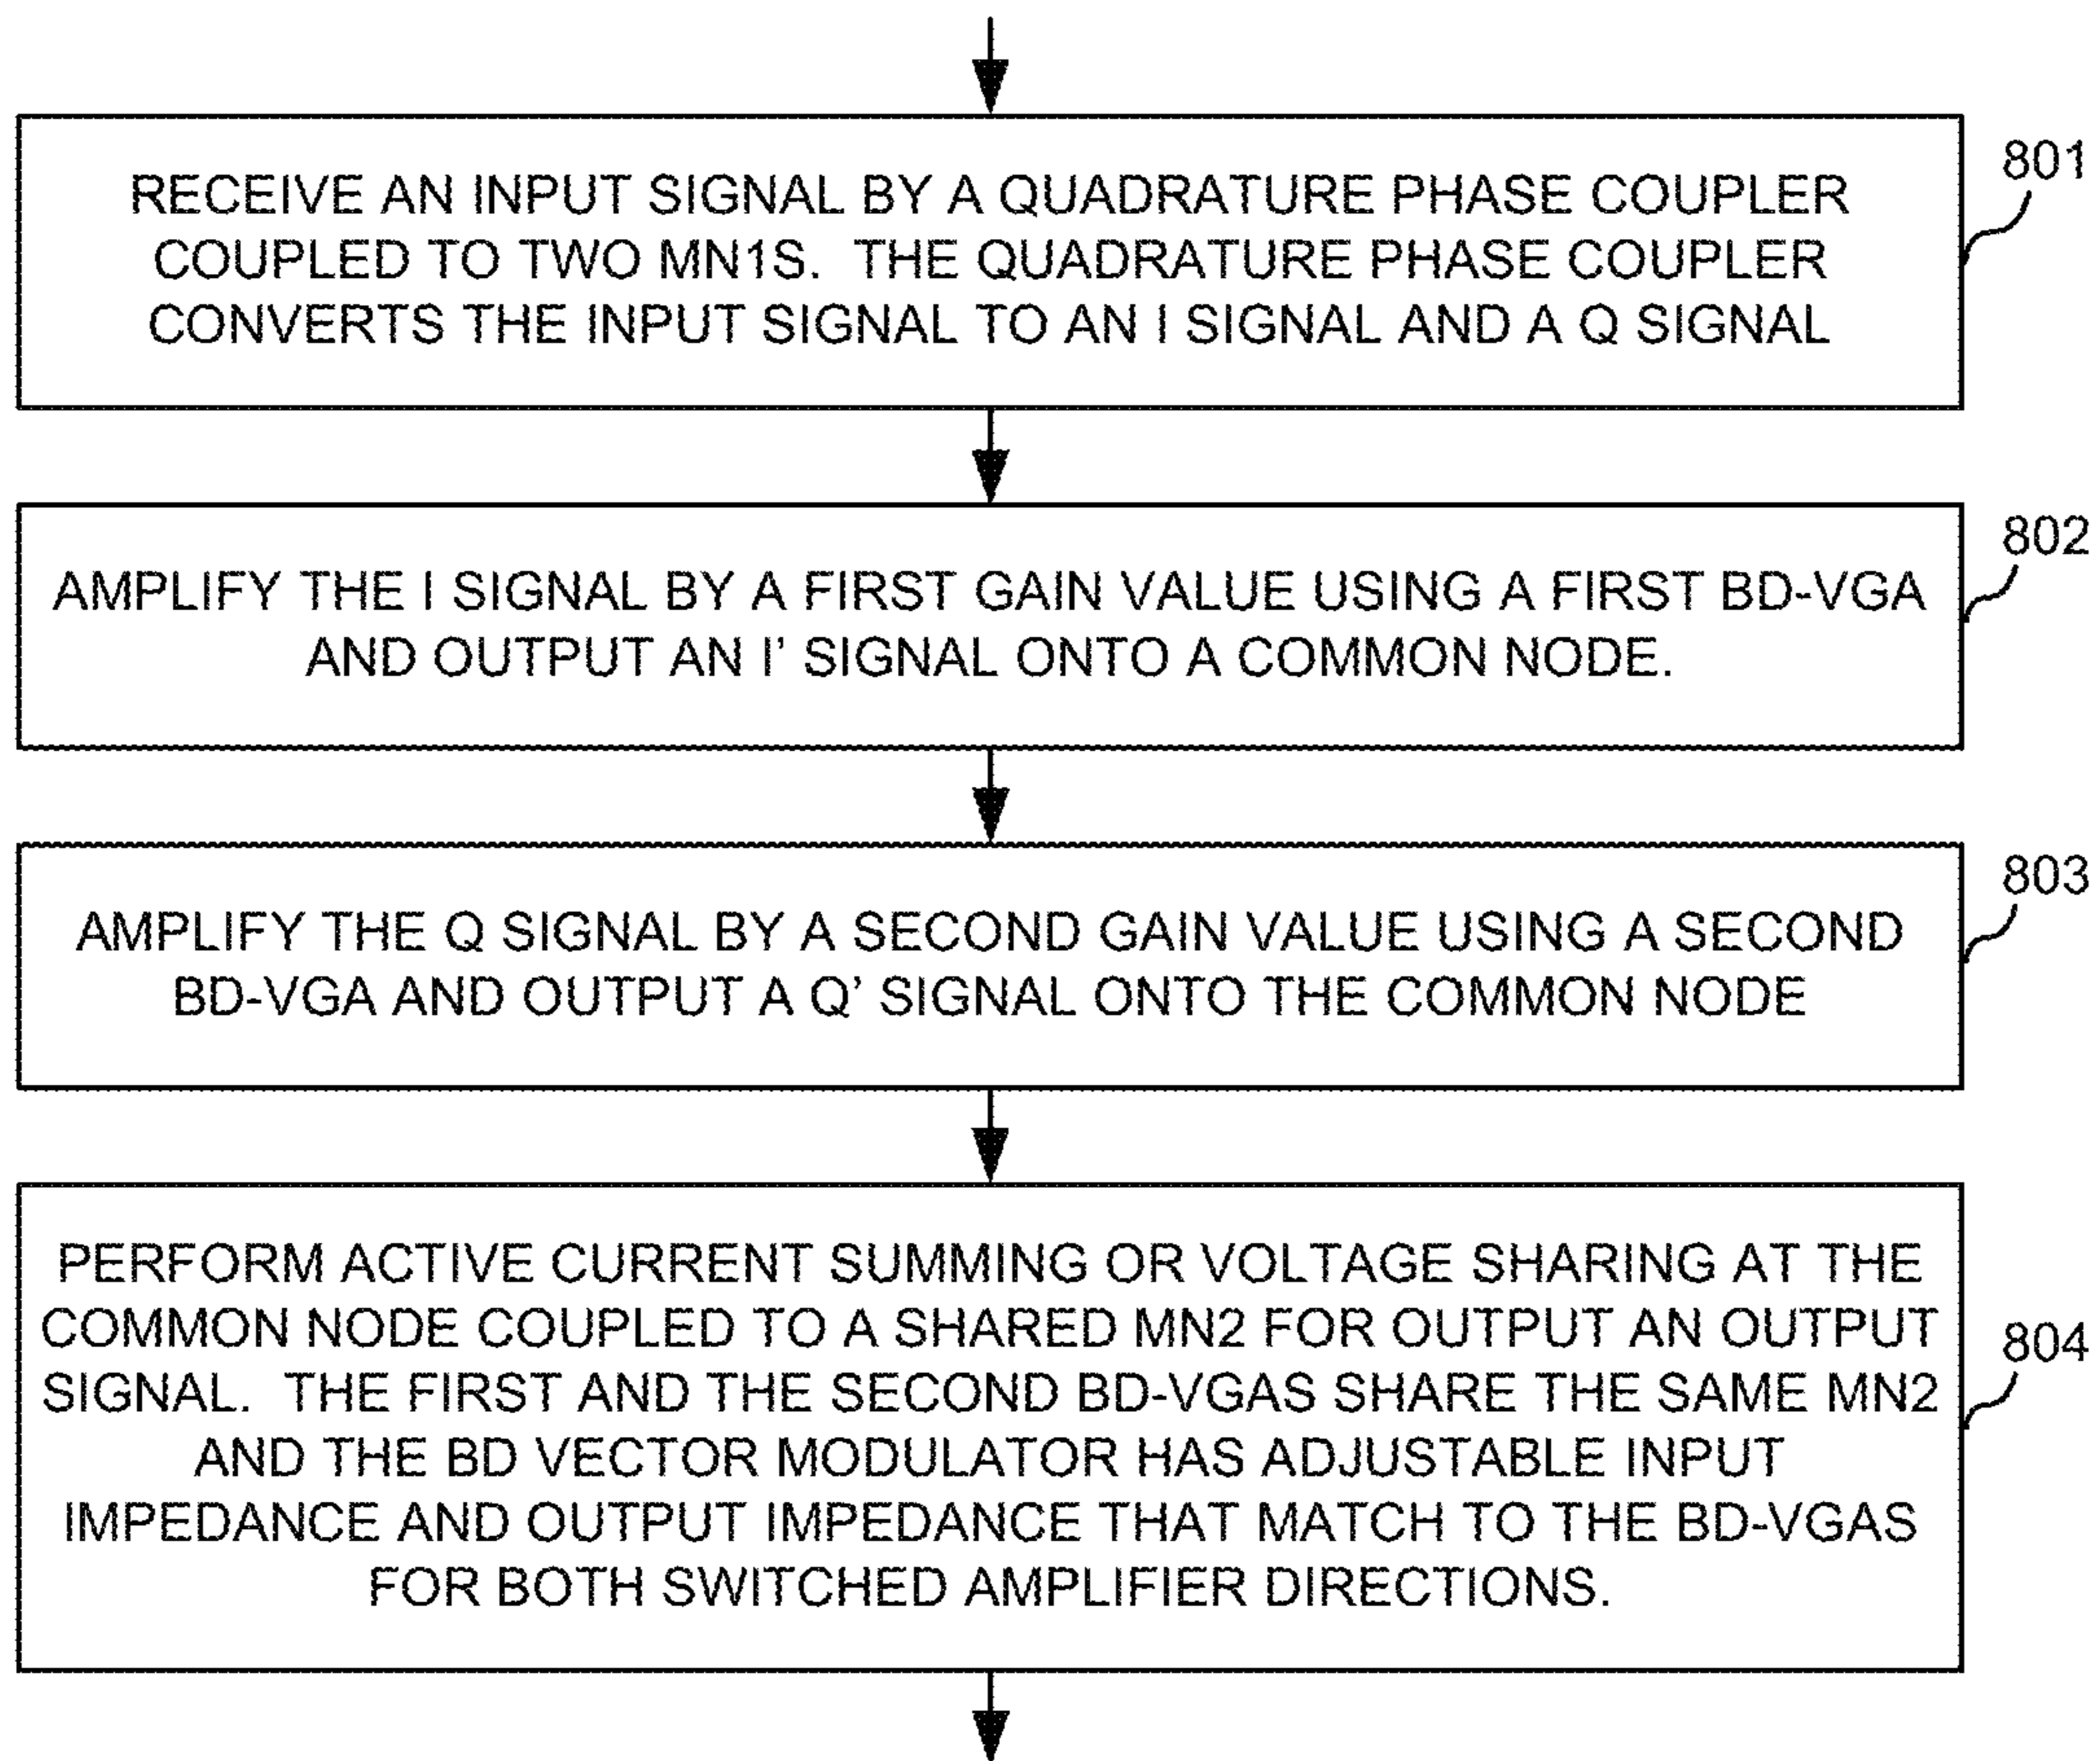 RECEIVE AN INPUT SIGNAL BY A QUADRATURE PHASE COUPLER
COUPLED TO TWO MN1S. THE QUADRATURE PHASE COUPLER
CONVERTS THE INPUT SIGNAL TO AN I SIGNAL AND A Q SIGNAL
801
AMPLIFY THE I SIGNAL BY A FIRST GAIN VALUE USING A FIRST BD-VGA
AND OUTPUT AN I’ SIGNAL ONTO A COMMON NODE.
802
AMPLIFY THE Q SIGNAL BY A SECOND GAIN VALUE USING A SECOND
BD-VGA AND OUTPUT A Q’ SIGNAL ONTO THE COMMON NODE
803
PERFORM ACTIVE CURRENT SUMMING OR VOLTAGE SHARING AT THE
COMMON NODE COUPLED TO A SHARED MN2 FOR OUTPUT AN OUTPUT
SIGNAL. THE FIRST AND THE SECOND BD-VGAS SHARE THE SAME MN2
AND THE BD VECTOR MODULATOR HAS ADJUSTABLE INPUT
IMPEDANCE AND OUTPUT IMPEDANCE THAT MATCH TO THE BD-VGAS
FOR BOTH SWITCHED AMPLIFIER DIRECTIONS.
804